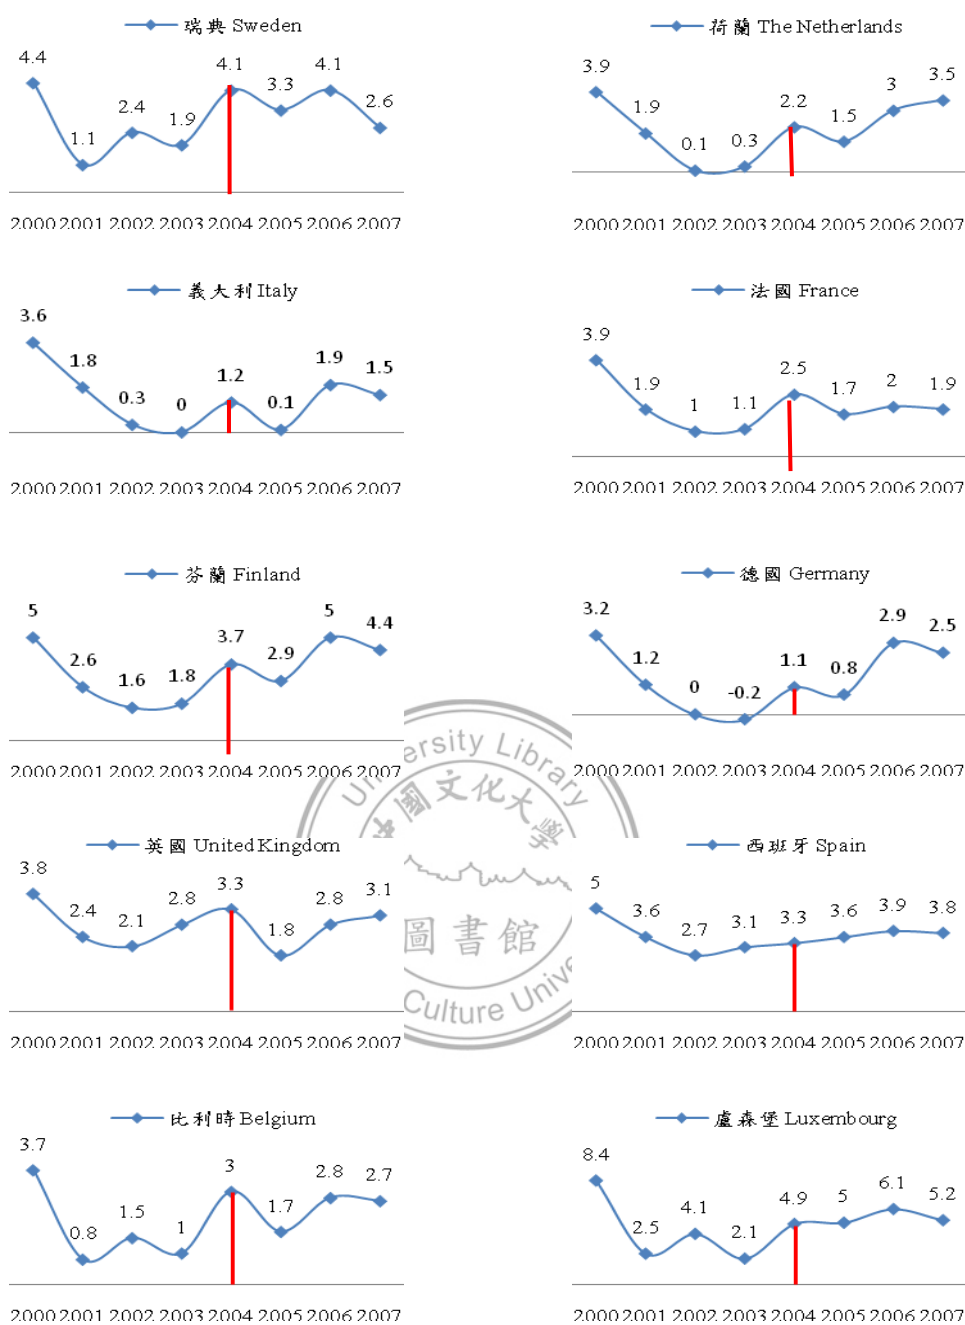 瑞典 Sweden
4.4 1.1 2.4 1.9 4.1 3.3 4.1 2.6
2000 2001 2002 2003 2004 2005 2006 2007
荷蘭 The Netherlands
3.9 1.9 0.1 0.3 2.2 1.5 3 3.5
2000 2001 2002 2003 2004 2005 2006 2007
義大利 Italy
3.6 1.8 0.3 0 1.2 0.1 1.9 1.5
2000 2001 2002 2003 2004 2005 2006 2007
法國 France
3.9 1.9 1 1.1 2.5 1.7 2 1.9
2000 2001 2002 2003 2004 2005 2006 2007
芬蘭 Finland
5 2.6 1.6 1.8 3.7 2.9 5 4.4
2000 2001 2002 2003 2004 2005 2006 2007
德國 Germany
3.2 1.2 0 -0.2 1.1 0.8 2.9 2.5
2000 2001 2002 2003 2004 2005 2006 2007
英國 United Kingdom
3.8 2.4 2.1 2.8 3.3 1.8 2.8 3.1
2000 2001 2002 2003 2004 2005 2006 2007
西班牙 Spain
5 3.6 2.7 3.1 3.3 3.6 3.9 3.8
2000 2001 2002 2003 2004 2005 2006 2007
比利時 Belgium
3.7 0.8 1.5 1 3 1.7 2.8 2.7
2000 2001 2002 2003 2004 2005 2006 2007
盧森堡 Luxembourg
8.4 2.5 4.1 2.1 4.9 5 6.1 5.2
2000 2001 2002 2003 2004 2005 2006 2007
Library
國文化大學
圖書館
Culture